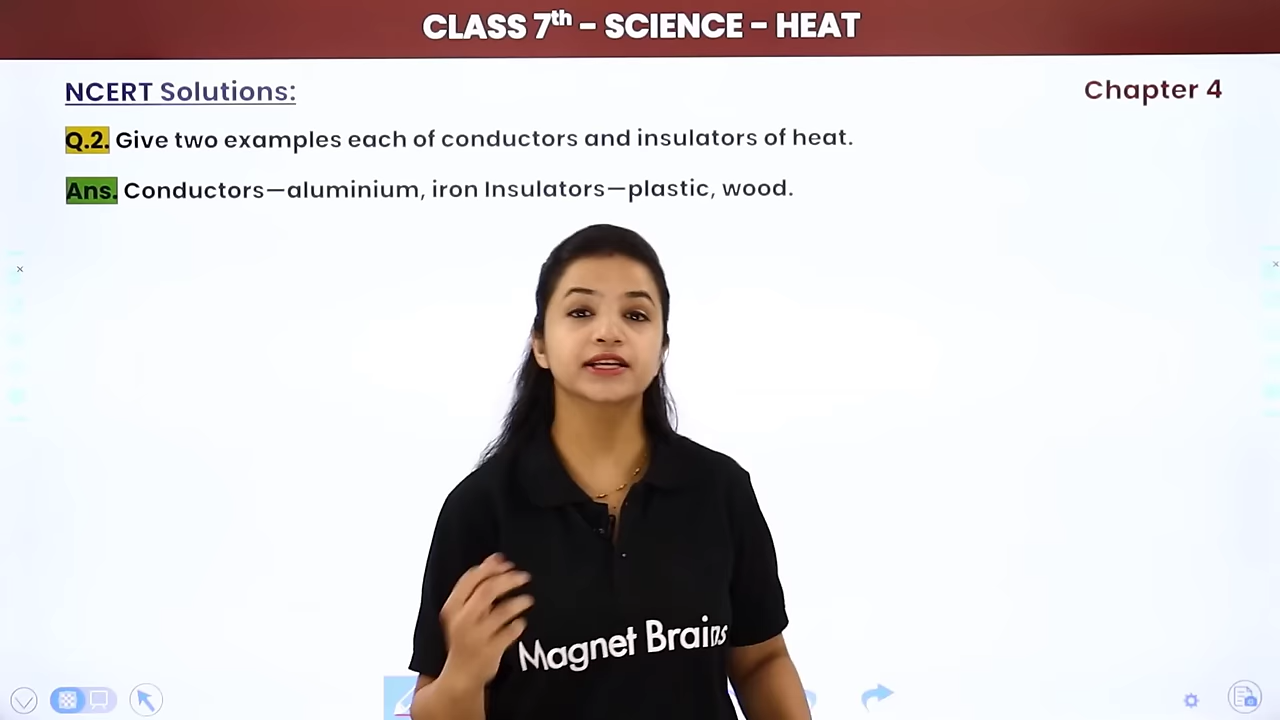 CLASS 7th – SCIENCE – HEAT
NCERT Solutions:
Chapter 4
Q.2. Give two examples each of conductors and insulators of heat.
Ans. Conductors—aluminium, iron Insulators—plastic, wood.
Magnet Brains